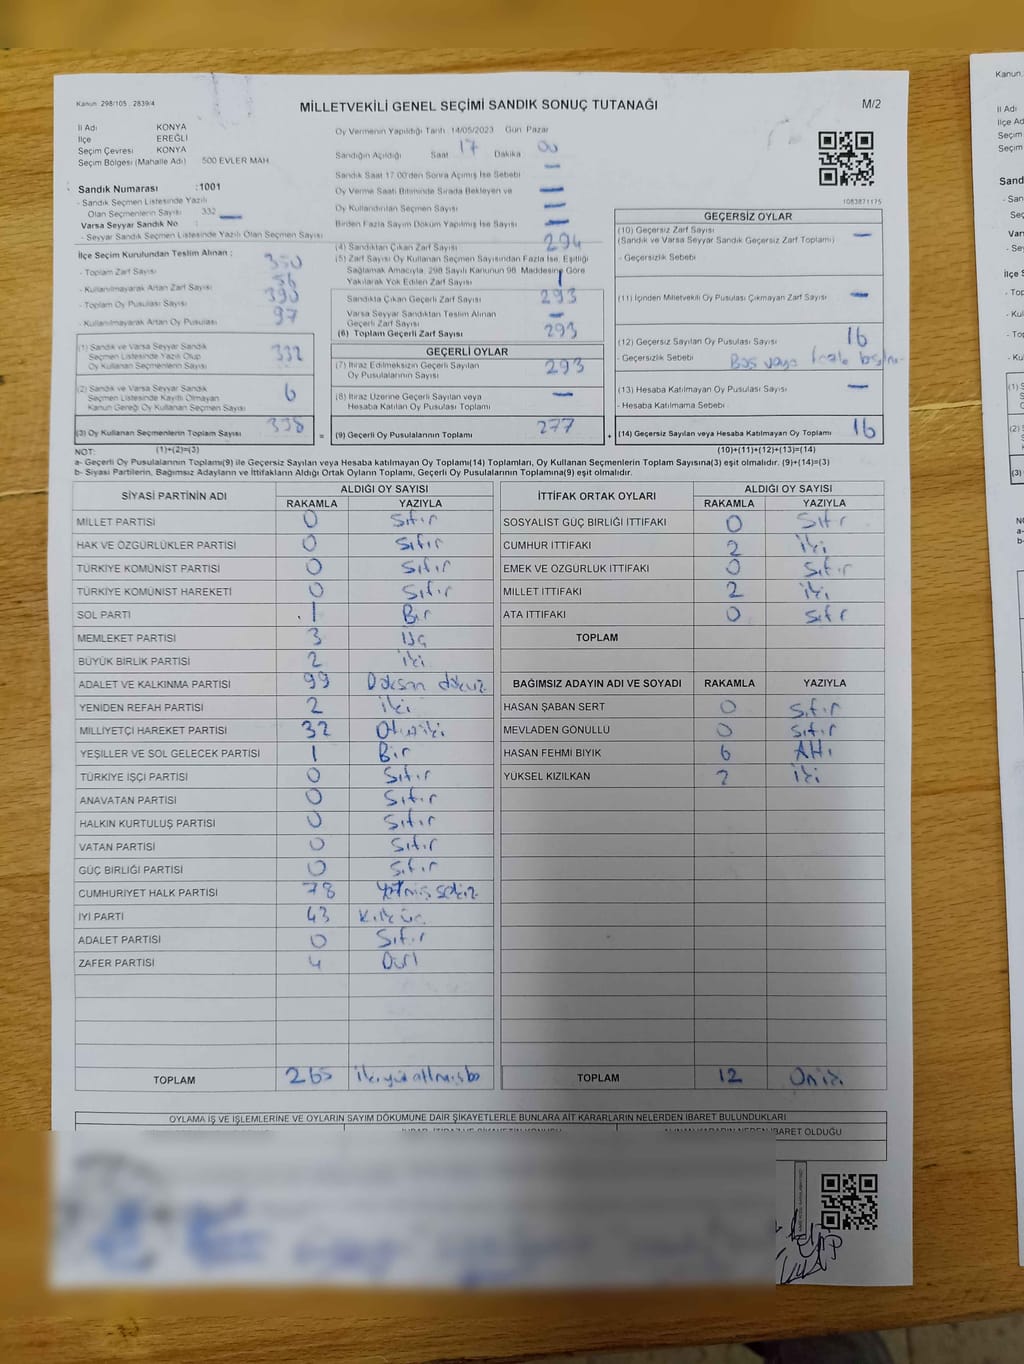 Kanun: 298/105 , 2839/4
MİLLETVEKİLİ GENEL SEÇİMİ SANDIK SONUÇ TUTANAĞI
M/2
İl Adı KONYA
İlçe EREĞLİ
Seçim Çevresi KONYA
Seçim Bölgesi (Mahalle Adı) 500 EVLER MAH
Sandık Numarası :1001
- Sandık Seçmen Listesinde Yazılı
Olan Seçmenlerin Sayısı 332
Varsa Seyyar Sandık No :
- Seyyar Sandık Seçmen Listesinde Yazılı Olan Seçmen Sayısı
İlçe Seçim Kurulundan Teslim Alınan :
- Toplam Zarf Sayısı
- Kullanılmayarak Artan Zarf Sayısı 56
- Toplam Oy Pusulası Sayısı 390
- Kullanılmayarak Artan Oy Pusulası 97
(1) Sandık ve Varsa Seyyar Sandık
Seçmen Listesinde Yazılı Olup
Oy Kullanan Seçmenlerin Sayısı 332
(2) Sandık ve Varsa Seyyar Sandık
Seçmen Listesinde Kayıtlı Olmayan
Kanun Gereği Oy Kullanan Seçmen Sayısı 6
(3) Oy Kullanan Seçmenlerin Toplam Sayısı 338 =
Oy Vermenin Yapıldığı Tarih 14/05/2023 Gün Pazar
Sandığın Açıldığı Saat 17 Dakika 00
Sandık Saat 17.00'den Sonra Açılmış İse Sebebi —
Oy Verme Saati Bitiminde Sırada Bekleyen ve —
Oy Kullandırılan Seçmen Sayısı —
Birden Fazla Sayım Döküm Yapılmış İse Sayısı —
(4) Sandıktan Çıkan Zarf Sayısı 294
(5) Zarf Sayısı Oy Kullanan Seçmen Sayısından Fazla İse, Eşitliği
Sağlamak Amacıyla, 298 Sayılı Kanunun 98. Maddesine Göre
Yakılarak Yok Edilen Zarf Sayısı 1
Sandıkta Çıkan Geçerli Zarf Sayısı 293
Varsa Seyyar Sandıktan Teslim Alınan
Geçerli Zarf Sayısı —
(6) Toplam Geçerli Zarf Sayısı 293
GEÇERLİ OYLAR
(7) İtiraz Edilmeksizin Geçerli Sayılan
Oy Pusulalarının Sayısı 293
(8) İtiraz Üzerine Geçerli Sayılan veya
Hesaba Katılan Oy Pusulası Toplamı —
(9) Geçerli Oy Pusulalarının Toplamı 277 +
1083871175
GEÇERSİZ OYLAR
(10) Geçersiz Zarf Sayısı —
(Sandık ve Varsa Seyyar Sandık Geçersiz Zarf Toplamı)
- Geçersizlik Sebebi
(11) İçinden Milletvekili Oy Pusulası Çıkmayan Zarf Sayısı —
(12) Geçersiz Sayılan Oy Pusulası Sayısı 16
- Geçersizlik Sebebi Boş veya fazla
(13) Hesaba Katılmayan Oy Pusulası Sayısı —
- Hesaba Katılmama Sebebi
(14) Geçersiz Sayılan veya Hesaba Katılmayan Oy Toplamı 16
NOT: (1)+(2)=(3) (10)+(11)+(12)+(13)=(14)
a- Geçerli Oy Pusulalarının Toplamı(9) ile Geçersiz Sayılan veya Hesaba katılmayan Oy Toplamı(14) Toplamları, Oy Kullanan Seçmenlerin Toplam Sayısına(3) eşit olmalıdır. (9)+(14)=(3)
b- Siyasi Partilerin, Bağımsız Adayların ve İttifakların Aldığı Ortak Oyların Toplamı, Geçerli Oy Pusulalarının Toplamına(9) eşit olmalıdır.
SİYASİ PARTİNİN ADI ALDIĞI OY SAYISI
RAKAMLA YAZIYLA
MİLLET PARTİSİ 0 Sıfır
HAK VE ÖZGÜRLÜKLER PARTİSİ 0 Sıfır
TÜRKİYE KOMÜNİST PARTİSİ 0 Sıfır
TÜRKİYE KOMÜNİST HAREKETİ 0 Sıfır
SOL PARTİ 1 Bir
MEMLEKET PARTİSİ 3 Üç
BÜYÜK BİRLİK PARTİSİ 2 iki
ADALET VE KALKINMA PARTİSİ 99 Doksan dokuz
YENİDEN REFAH PARTİSİ 2 iki
MİLLİYETÇİ HAREKET PARTİSİ 32 Otuziki
YEŞİLLER VE SOL GELECEK PARTİSİ 1 Bir
TÜRKİYE İŞÇİ PARTİSİ 0 Sıfır
ANAVATAN PARTİSİ 0 Sıfır
HALKIN KURTULUŞ PARTİSİ 0 Sıfır
VATAN PARTİSİ 0 Sıfır
GÜÇ BİRLİĞİ PARTİSİ 0 Sıfır
CUMHURİYET HALK PARTİSİ 78 Yetmiş sekiz
İYİ PARTİ 43 Kırk üç
ADALET PARTİSİ 0 Sıfır
ZAFER PARTİSİ 4 Dört
TOPLAM 265 ikiyüz altmış
İTTİFAK ORTAK OYLARI ALDIĞI OY SAYISI
RAKAMLA YAZIYLA
SOSYALİST GÜÇ BİRLİĞİ İTTİFAKI 0 Sıfır
CUMHUR İTTİFAKI 2 iki
EMEK VE ÖZGÜRLÜK İTTİFAKI 0 Sıfır
MİLLET İTTİFAKI 2 iki
ATA İTTİFAKI 0 Sıfır
TOPLAM
BAĞIMSIZ ADAYIN ADI VE SOYADI RAKAMLA YAZIYLA
HASAN ŞABAN SERT 0 Sıfır
MEVLADEN GÖNÜLLÜ 0 Sıfır
HASAN FEHMİ BIYIK 6 Altı
YÜKSEL KIZILKAN 2 iki
TOPLAM 12 Oniki
OYLAMA İŞ VE İŞLEMLERİNE VE OYLARIN SAYIM DÖKÜMÜNE DAİR ŞİKAYETLERLE BUNLARA AİT KARARLARIN NELERDEN İBARET BULUNDUKLARI
İBARET OLDUĞU